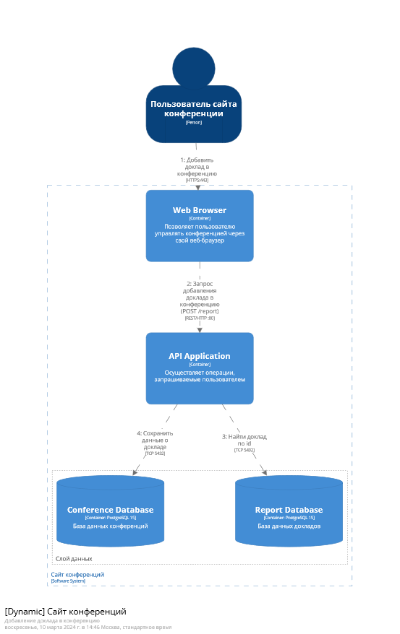 Пользователь сайта
конференции
[Person]
1: Добавить
доклад в
конференцию
[HTTPS/443]
Web Browser
[Container]
Позволяет пользователю
управлять конференцией через
свой веб-браузер
2: Запрос
добавления
доклада в
конференцию
(POST /report)
[REST/HTTP: 80]
API Application
[Container]
Осуществляет операции,
запрашиваемые пользователем
4: Сохранить
данные о
докладе
[TCP 5432]
3: Найти доклад
по id
[TCP 5432]
Conference Database
[Container: PostgreSQL 15]
База данных конференций
Report Database
[Container: PostgreSQL 15]
База данных докладов
Слой данных
Сайт конференций
[Software System]
[Dynamic] Сайт конференций
Добавление доклада в конференцию
воскресенье, 10 марта 2024 г. в 14:46 Москва, стандартное время